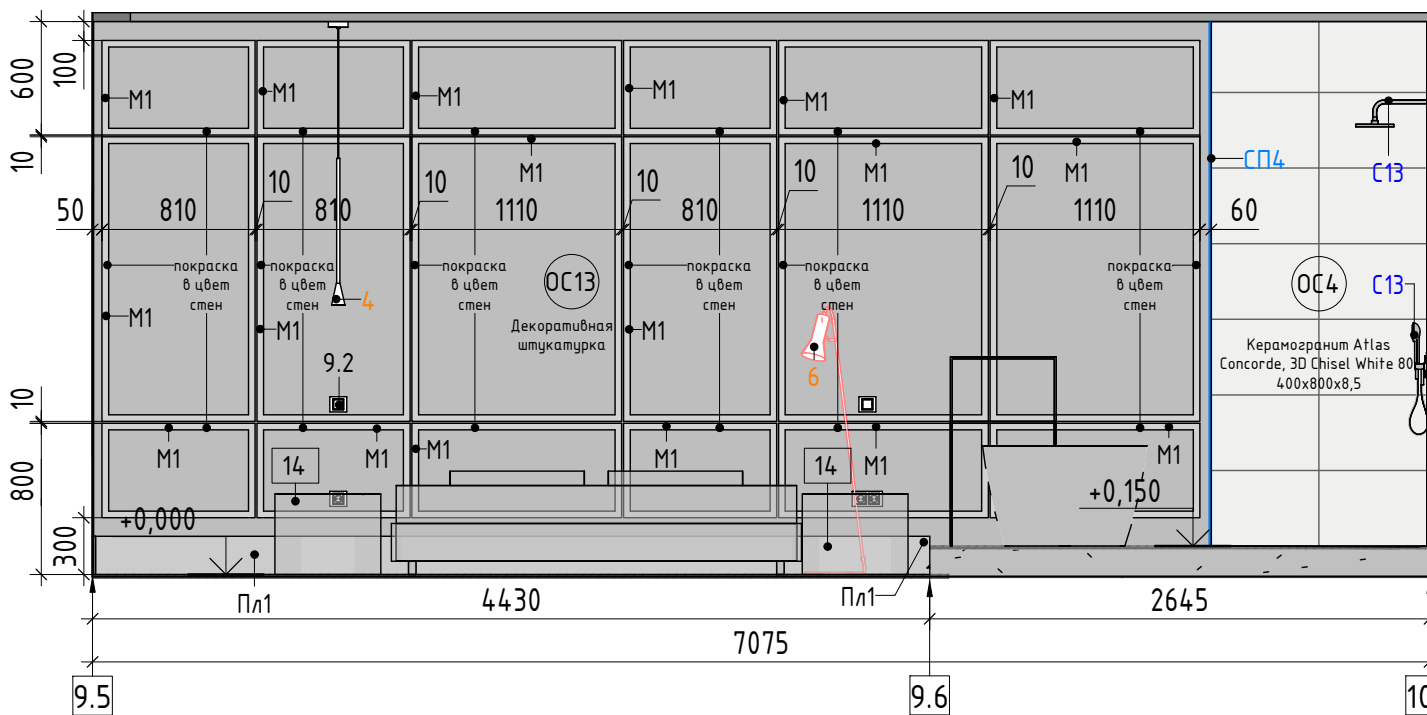 600
100
M1
M1
M1
M1
M1
M1
10
M1
M1
M1
СП4
C13
50
810
10
810
10
1110
10
810
10
1110
10
1110
60
покраска
в цвет
стен
покраска
в цвет
стен
покраска
в цвет
стен
покраска
в цвет
стен
покраска
в цвет
стен
покраска
в цвет
стен
ОС13
Декоративная
штукатурка
ОС4
C13
4
M1
M1
M1
9.2
6
Керамогранит Atlas
Concorde, 3D Chisel White 80
400x800x8,5
10
800
300
M1
M1
M1
M1
M1
M1
14
14
+0,000
+0,150
Пл1
Пл1
4430
2645
7075
9.5
9.6
10